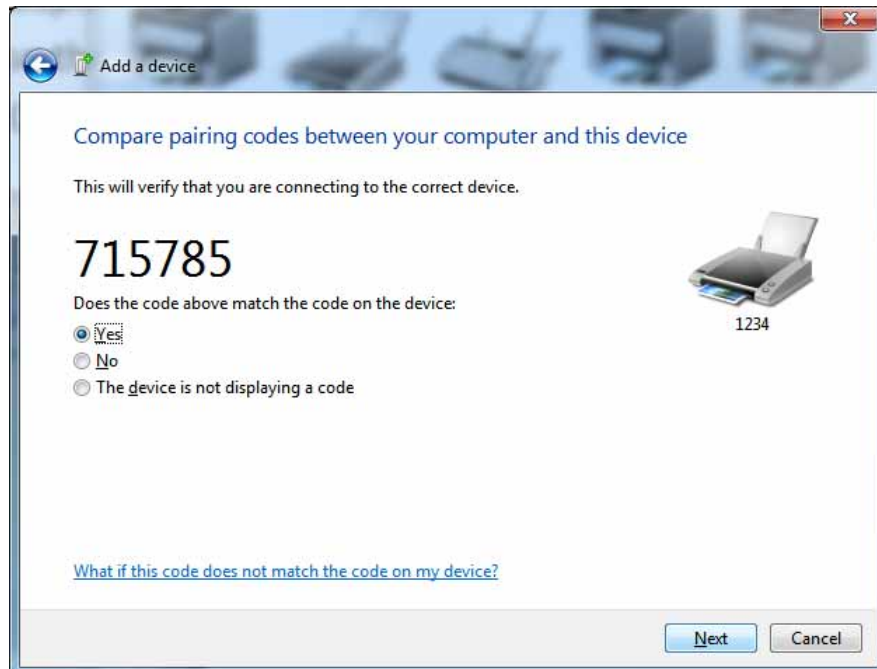 Add a device
Compare pairing codes between your computer and this device
This will verify that you are connecting to the correct device.
715785
Does the code above match the code on the device:
1234
Yes
No
The device is not displaying a code
What if this code does not match the code on my device?
Next Cancel